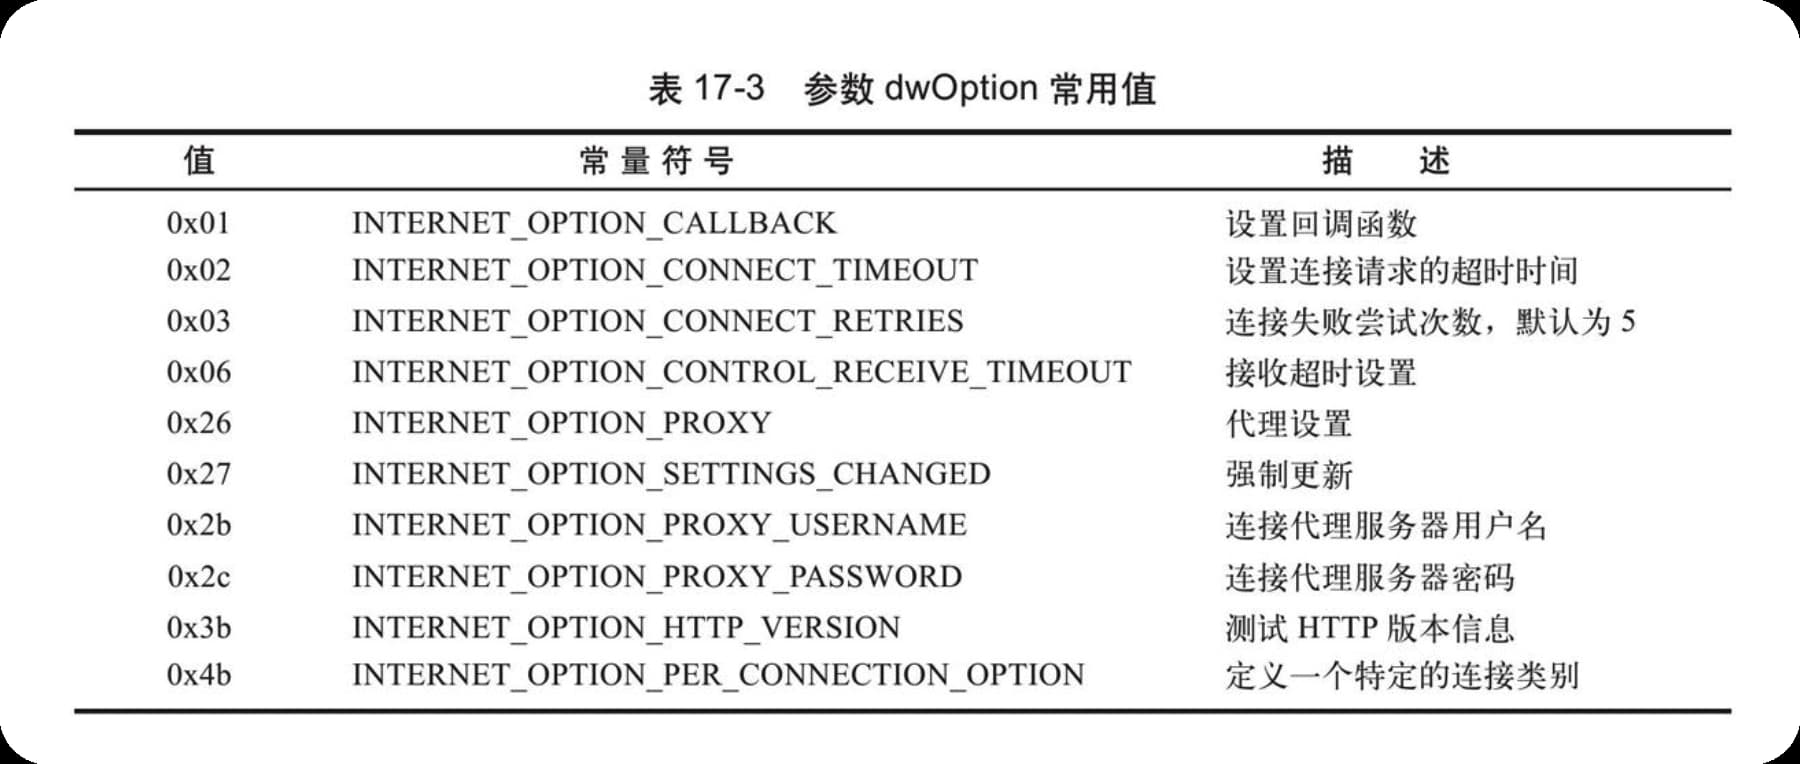 表 17-3 参数 dwOption 常用值
值 常量符号 描述
0x01 INTERNET_OPTION_CALLBACK 设置回调函数
0x02 INTERNET_OPTION_CONNECT_TIMEOUT 设置连接请求的超时时间
0x03 INTERNET_OPTION_CONNECT_RETRIES 连接失败尝试次数，默认为 5
0x06 INTERNET_OPTION_CONTROL_RECEIVE_TIMEOUT 接收超时设置
0x26 INTERNET_OPTION_PROXY 代理设置
0x27 INTERNET_OPTION_SETTINGS_CHANGED 强制更新
0x2b INTERNET_OPTION_PROXY_USERNAME 连接代理服务器用户名
0x2c INTERNET_OPTION_PROXY_PASSWORD 连接代理服务器密码
0x3b INTERNET_OPTION_HTTP_VERSION 测试 HTTP 版本信息
0x4b INTERNET_OPTION_PER_CONNECTION_OPTION 定义一个特定的连接类别